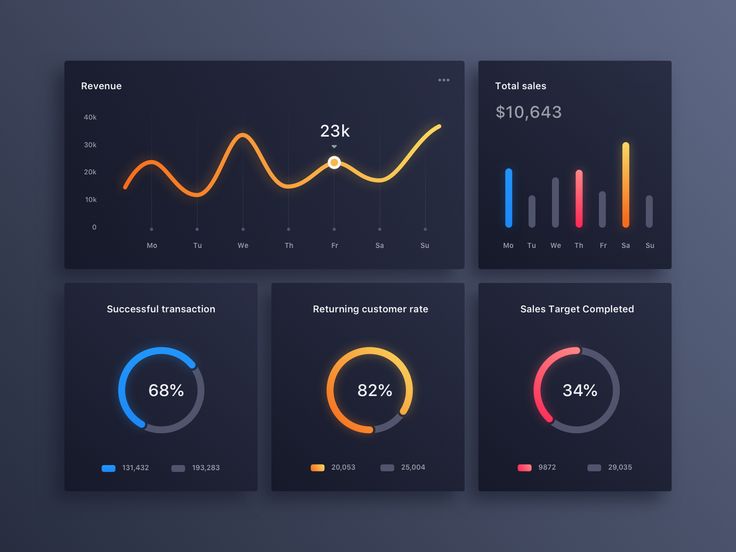 Revenue
40k
30k
20k
10k
0
23k
Mo Tu We Th Fr Sa Su
Total sales
$10,643
Mo Tu We Th Fr Sa Su
Successful transaction
68%
131,432 193,283
Returning customer rate
82%
20,053 25,004
Sales Target Completed
34%
9872 29,035